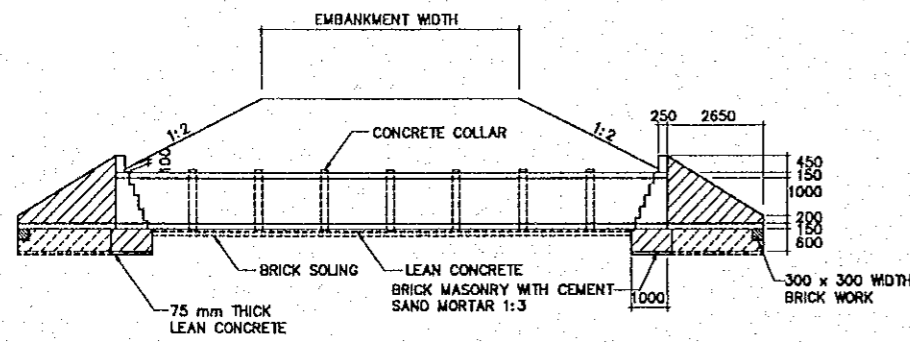 EMBANKMENT WIDTH
250 2650
1:2
1:2
CONCRETE COLLAR
100
450
150
1000
200
150
600
BRICK SOLING
LEAN CONCRETE
BRICK MASONRY WITH CEMENT
SAND MORTAR 1:3
1000
300 x 300 WIDTH
BRICK WORK
75 mm THICK
LEAN CONCRETE